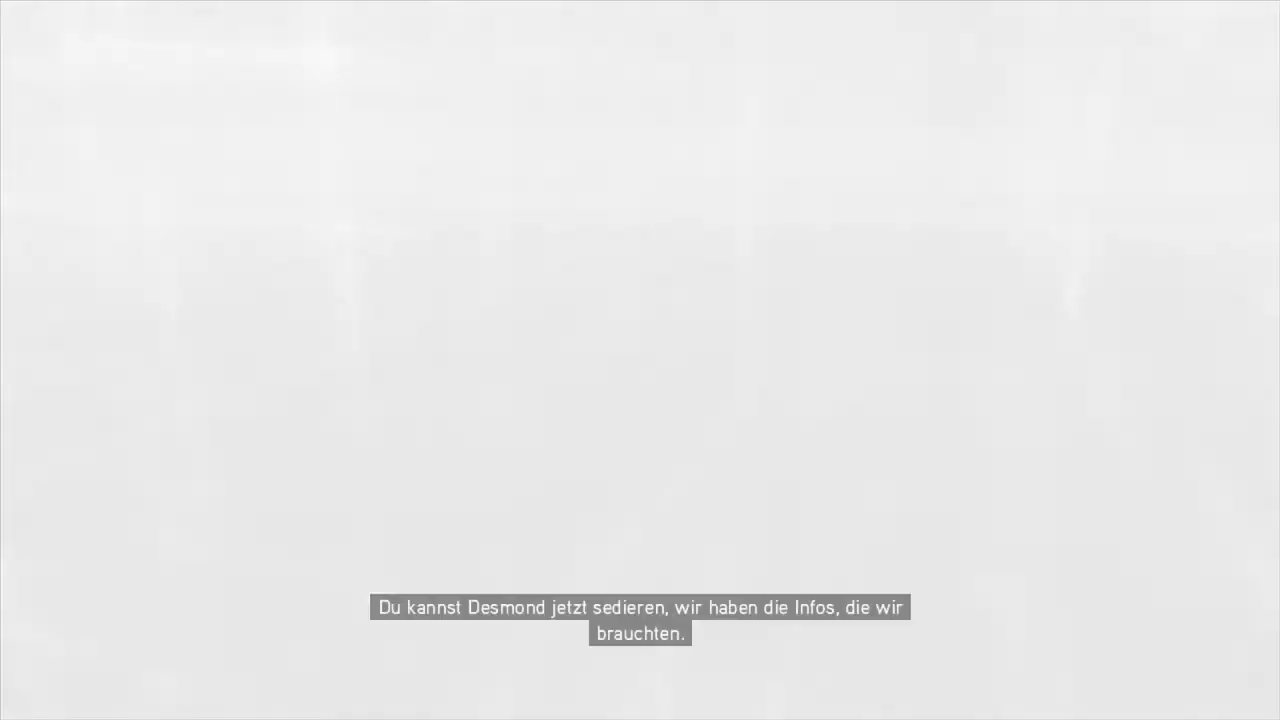 Du kannst Desmond jetzt sedieren, wir haben die Infos, die wir
brauchten.